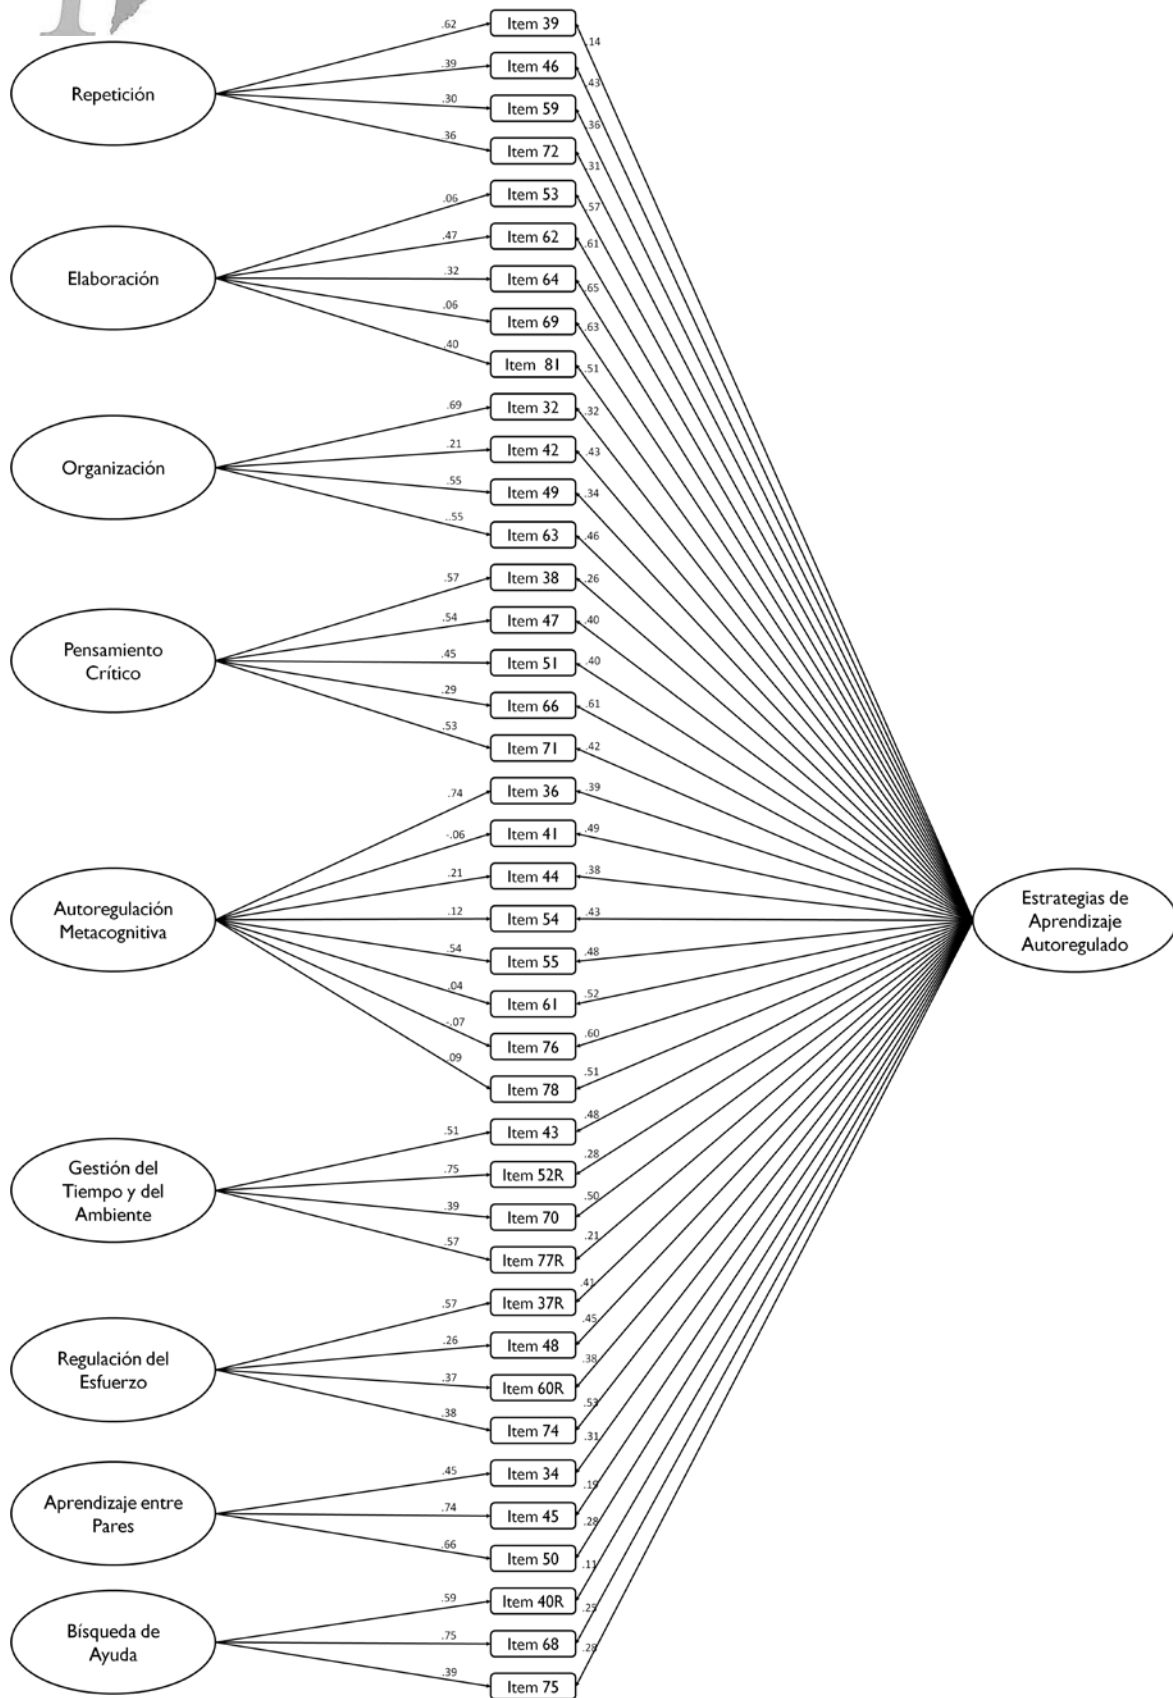 .62
Item 39
.14
Repetición
.39
Item 46
.43
.30
Item 59
.36
.36
Item 72
.31
Elaboración
.06
Item 53
.57
.47
Item 62
.61
.32
Item 64
.65
.06
Item 69
.63
.40
Item 81
.51
Organización
.69
Item 32
.32
.21
Item 42
.43
.55
Item 49
.34
..55
Item 63
.46
Pensamiento
Crítico
.57
Item 38
.26
.54
Item 47
.40
.45
Item 51
.40
.29
Item 66
.61
.53
Item 71
.42
Autoregulación
Metacognitiva
.74
Item 36
.39
-.06
Item 41
.49
.21
Item 44
.38
.12
Item 54
.43
.54
Item 55
.48
.04
Item 61
.52
-.07
Item 76
.60
.09
Item 78
.51
Estrategias de
Aprendizaje
Autoregulado
Gestión del
Tiempo y del
Ambiente
.51
Item 43
.48
.75
Item 52R
.28
.39
Item 70
.50
.57
Item 77R
.21
Regulación del
Esfuerzo
.57
Item 37R
.41
.26
Item 48
.45
.37
Item 60R
.38
.38
Item 74
.53
Aprendizaje entre
Pares
.45
Item 34
.31
.74
Item 45
.19
.66
Item 50
.28
Bísqueda de
Ayuda
.59
Item 40R
.11
.75
Item 68
.25
.39
Item 75
.28